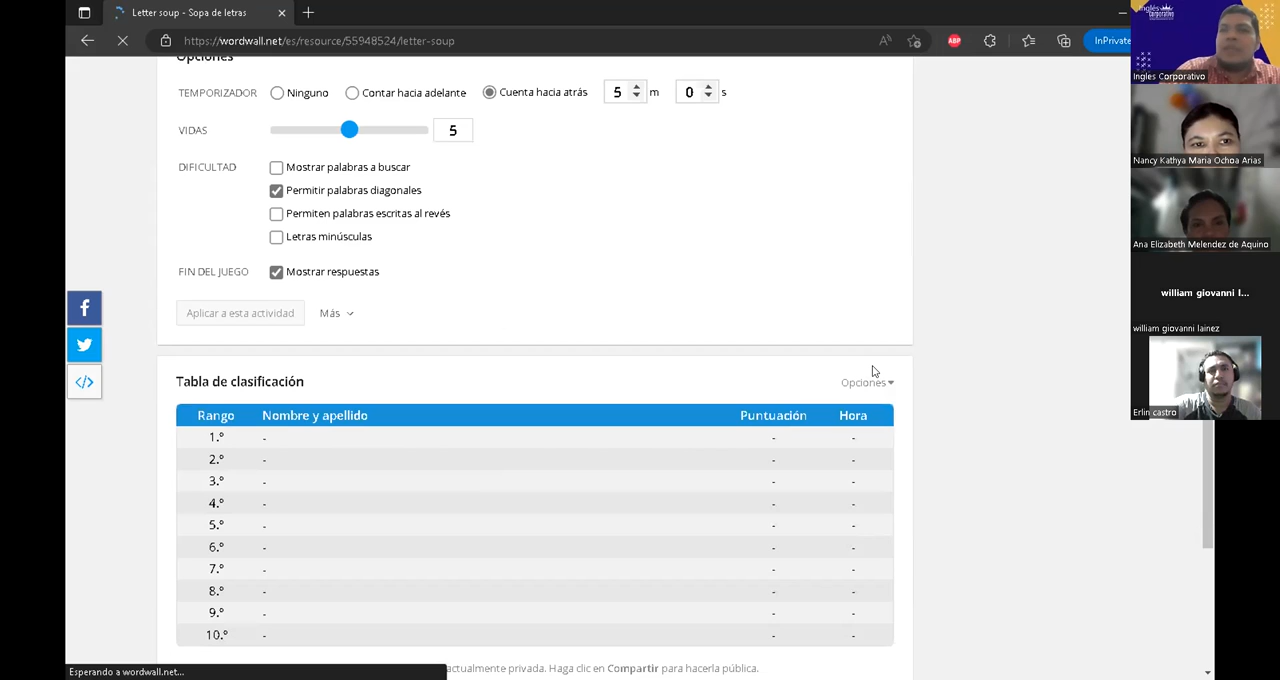 Letter soup - Sopa de letras
https://wordwall.net/es/resource/55948524/letter-soup
ABP
InPrivate
Inglés
Corporativo
Ingles Corporativo
Nancy Kathya Maria Ochoa Arias
Ana Elizabeth Melendez de Aquino
william giovanni l...
william giovanni lainez
Erlin castro
Opciones
TEMPORIZADOR Ninguno Contar hacia adelante Cuenta hacia atrás 5 m 0 s
VIDAS 5
DIFICULTAD Mostrar palabras a buscar
Permitir palabras diagonales
Permiten palabras escritas al revés
Letras minúsculas
FIN DEL JUEGO Mostrar respuestas
Aplicar a esta actividad Más
Tabla de clasificación
Opciones
Rango Nombre y apellido Puntuación Hora
1.º - - -
2.º - - -
3.º - - -
4.º - - -
5.º - - -
6.º - - -
7.º - - -
8.º - - -
9.º - - -
10.º - - -
actualmente privada. Haga clic en Compartir para hacerla pública.
Esperando a wordwall.net...